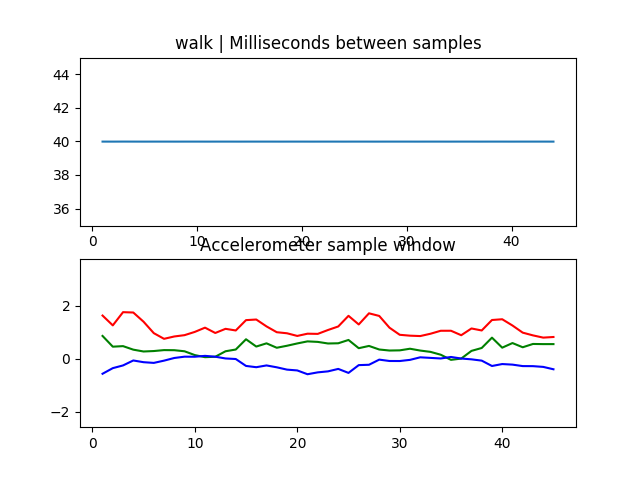 walk | Milliseconds between samples
44
42
40
38
36
0 10 20 30 40
Accelerometer sample window
2
0
−2
0 10 20 30 40